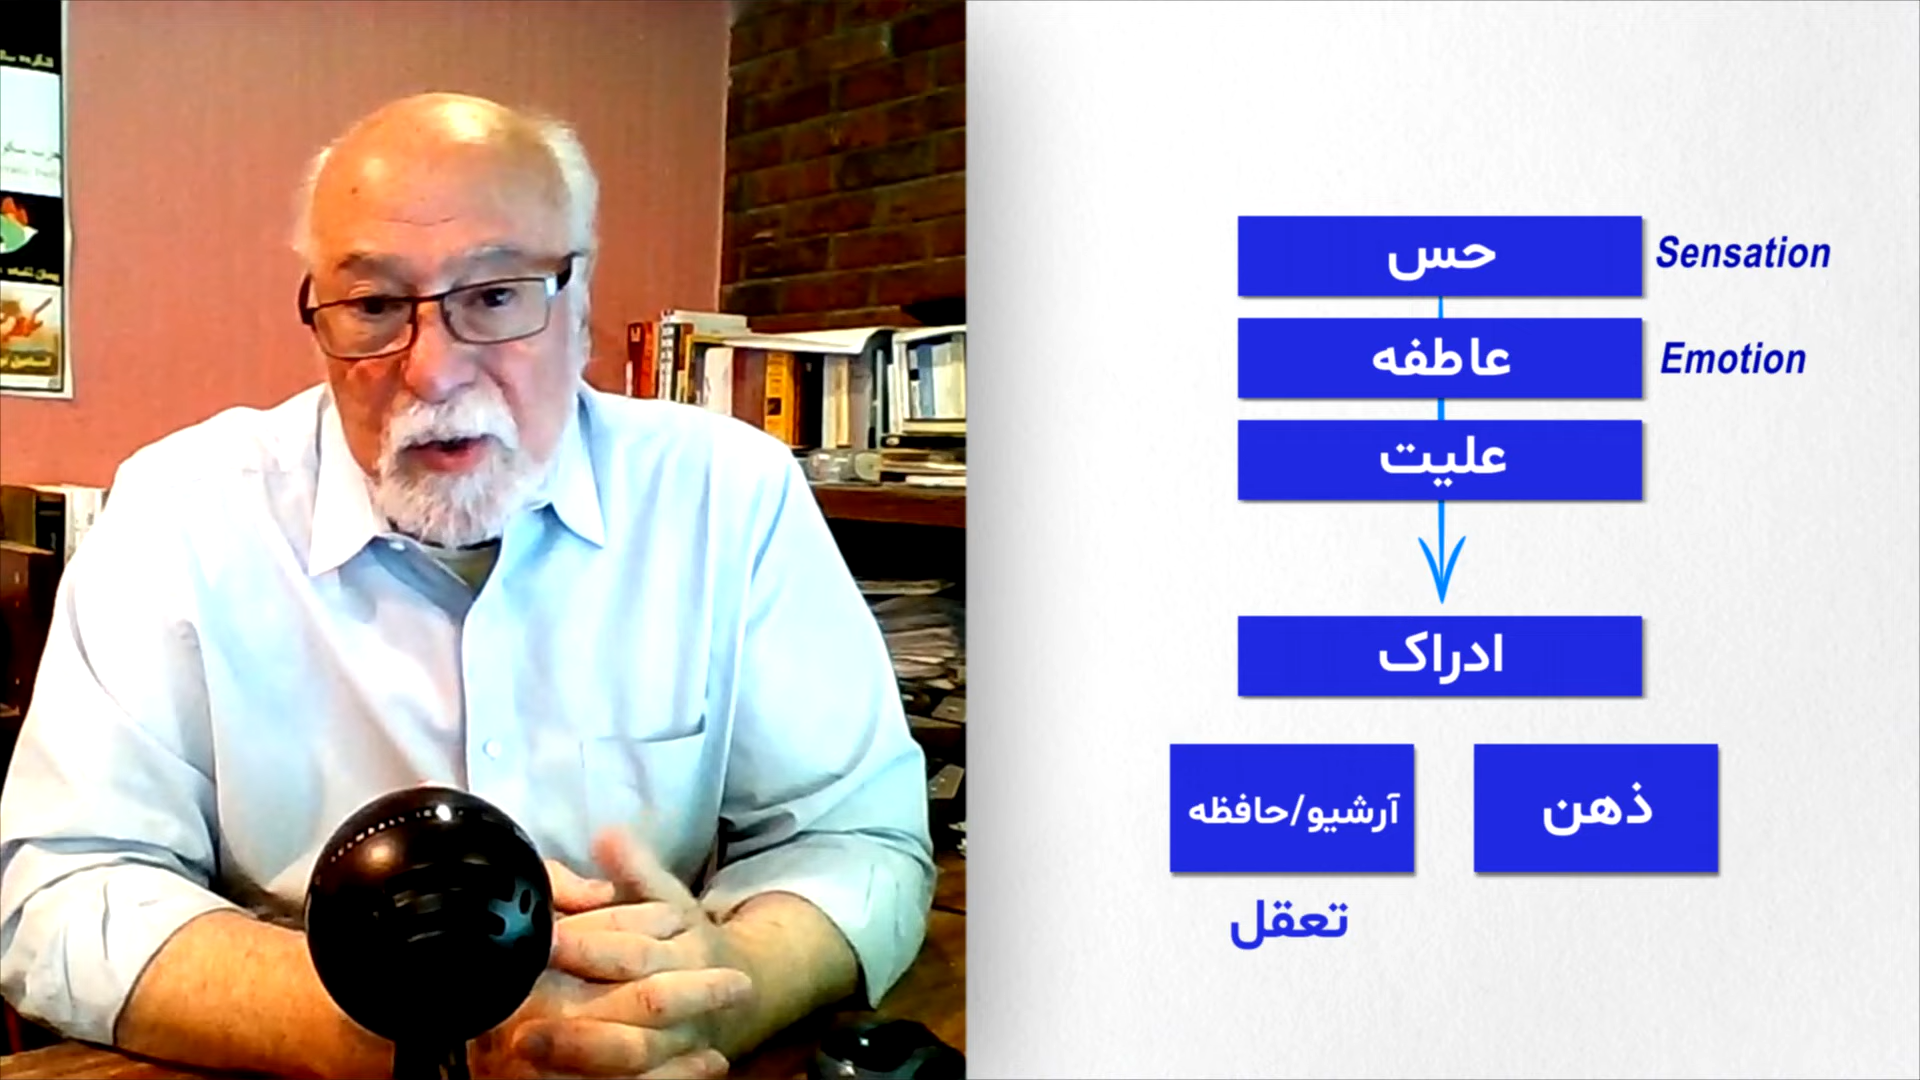 حس
Sensation
عاطفه
Emotion
علیت
ادراک
ذهن
آرشیو/حافظه
تعقل